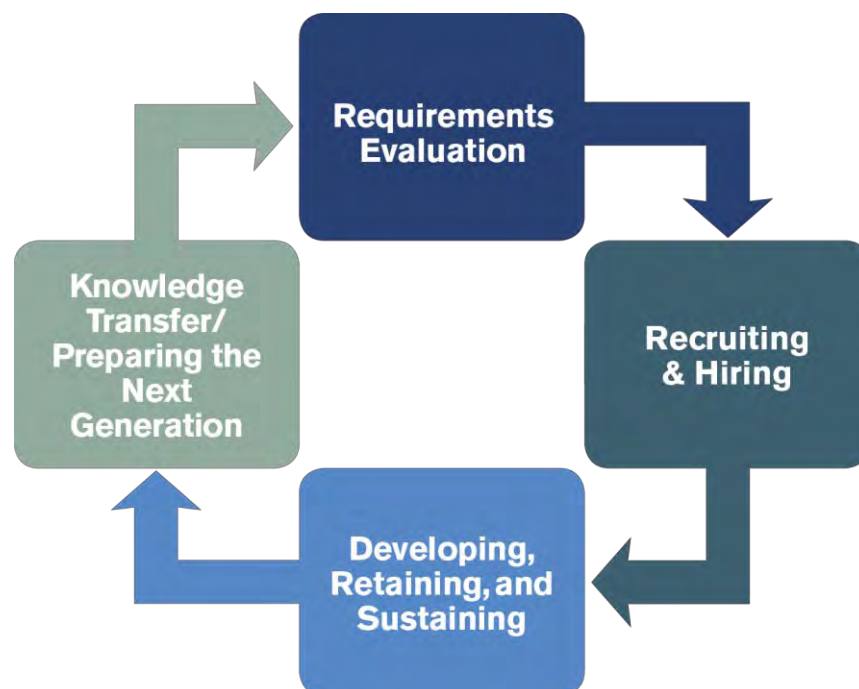 Requirements
Evaluation
Recruiting
& Hiring
Developing,
Retaining, and
Sustaining
Knowledge
Transfer/
Preparing the
Next
Generation